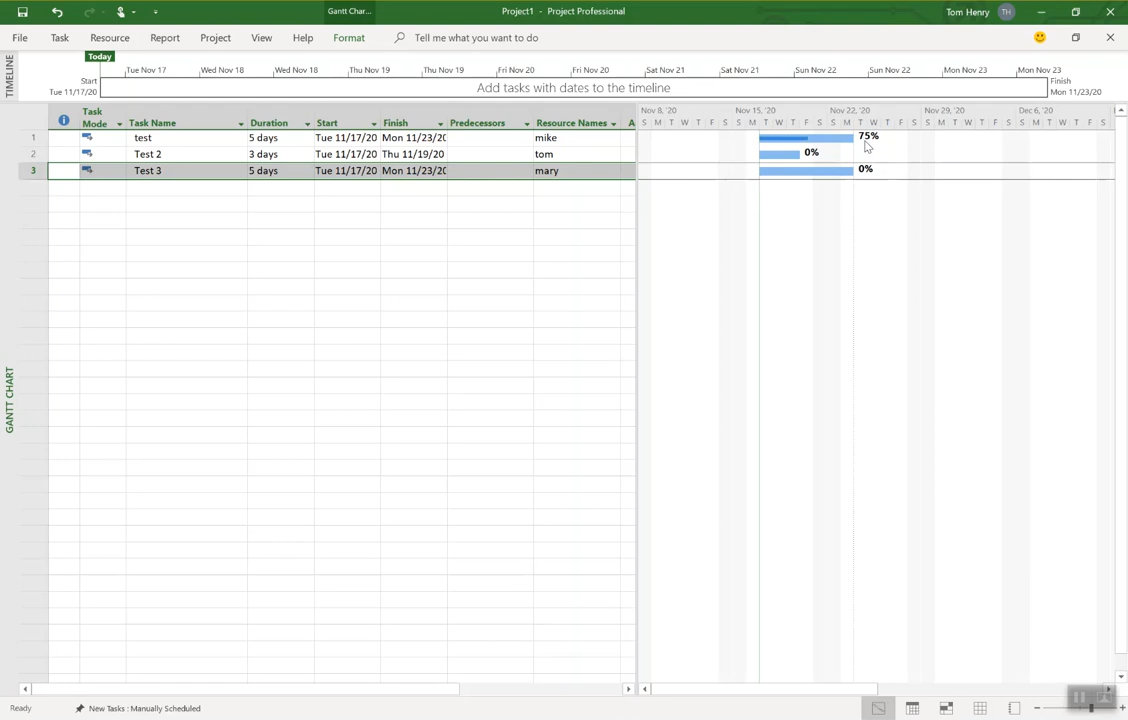 Gantt Char...
Project1 - Project Professional
Tom Henry TH
File Task Resource Report Project View Help Format Tell me what you want to do
TIMELINE
Today
Tue Nov 17 Wed Nov 18 Wed Nov 18 Thu Nov 19 Thu Nov 19 Fri Nov 20 Fri Nov 20 Sat Nov 21 Sat Nov 21 Sun Nov 22 Sun Nov 22 Mon Nov 23 Mon Nov 23
Start
Tue 11/17/20
Add tasks with dates to the timeline
Finish
Mon 11/23/20
Task Mode Task Name Duration Start Finish Predecessors Resource Names A
Nov 8, '20 Nov 15, '20 Nov 22, '20 Nov 29, '20 Dec 6, '20
S M T W T F S S M T W T F S S M T W T F S S M T W T F S S M T W T S
1 test 5 days Tue 11/17/20 Mon 11/23/20 mike 75%
2 Test 2 3 days Tue 11/17/20 Thu 11/19/20 tom 0%
3 Test 3 5 days Tue 11/17/20 Mon 11/23/20 mary 0%
GANTT CHART
Ready New Tasks : Manually Scheduled